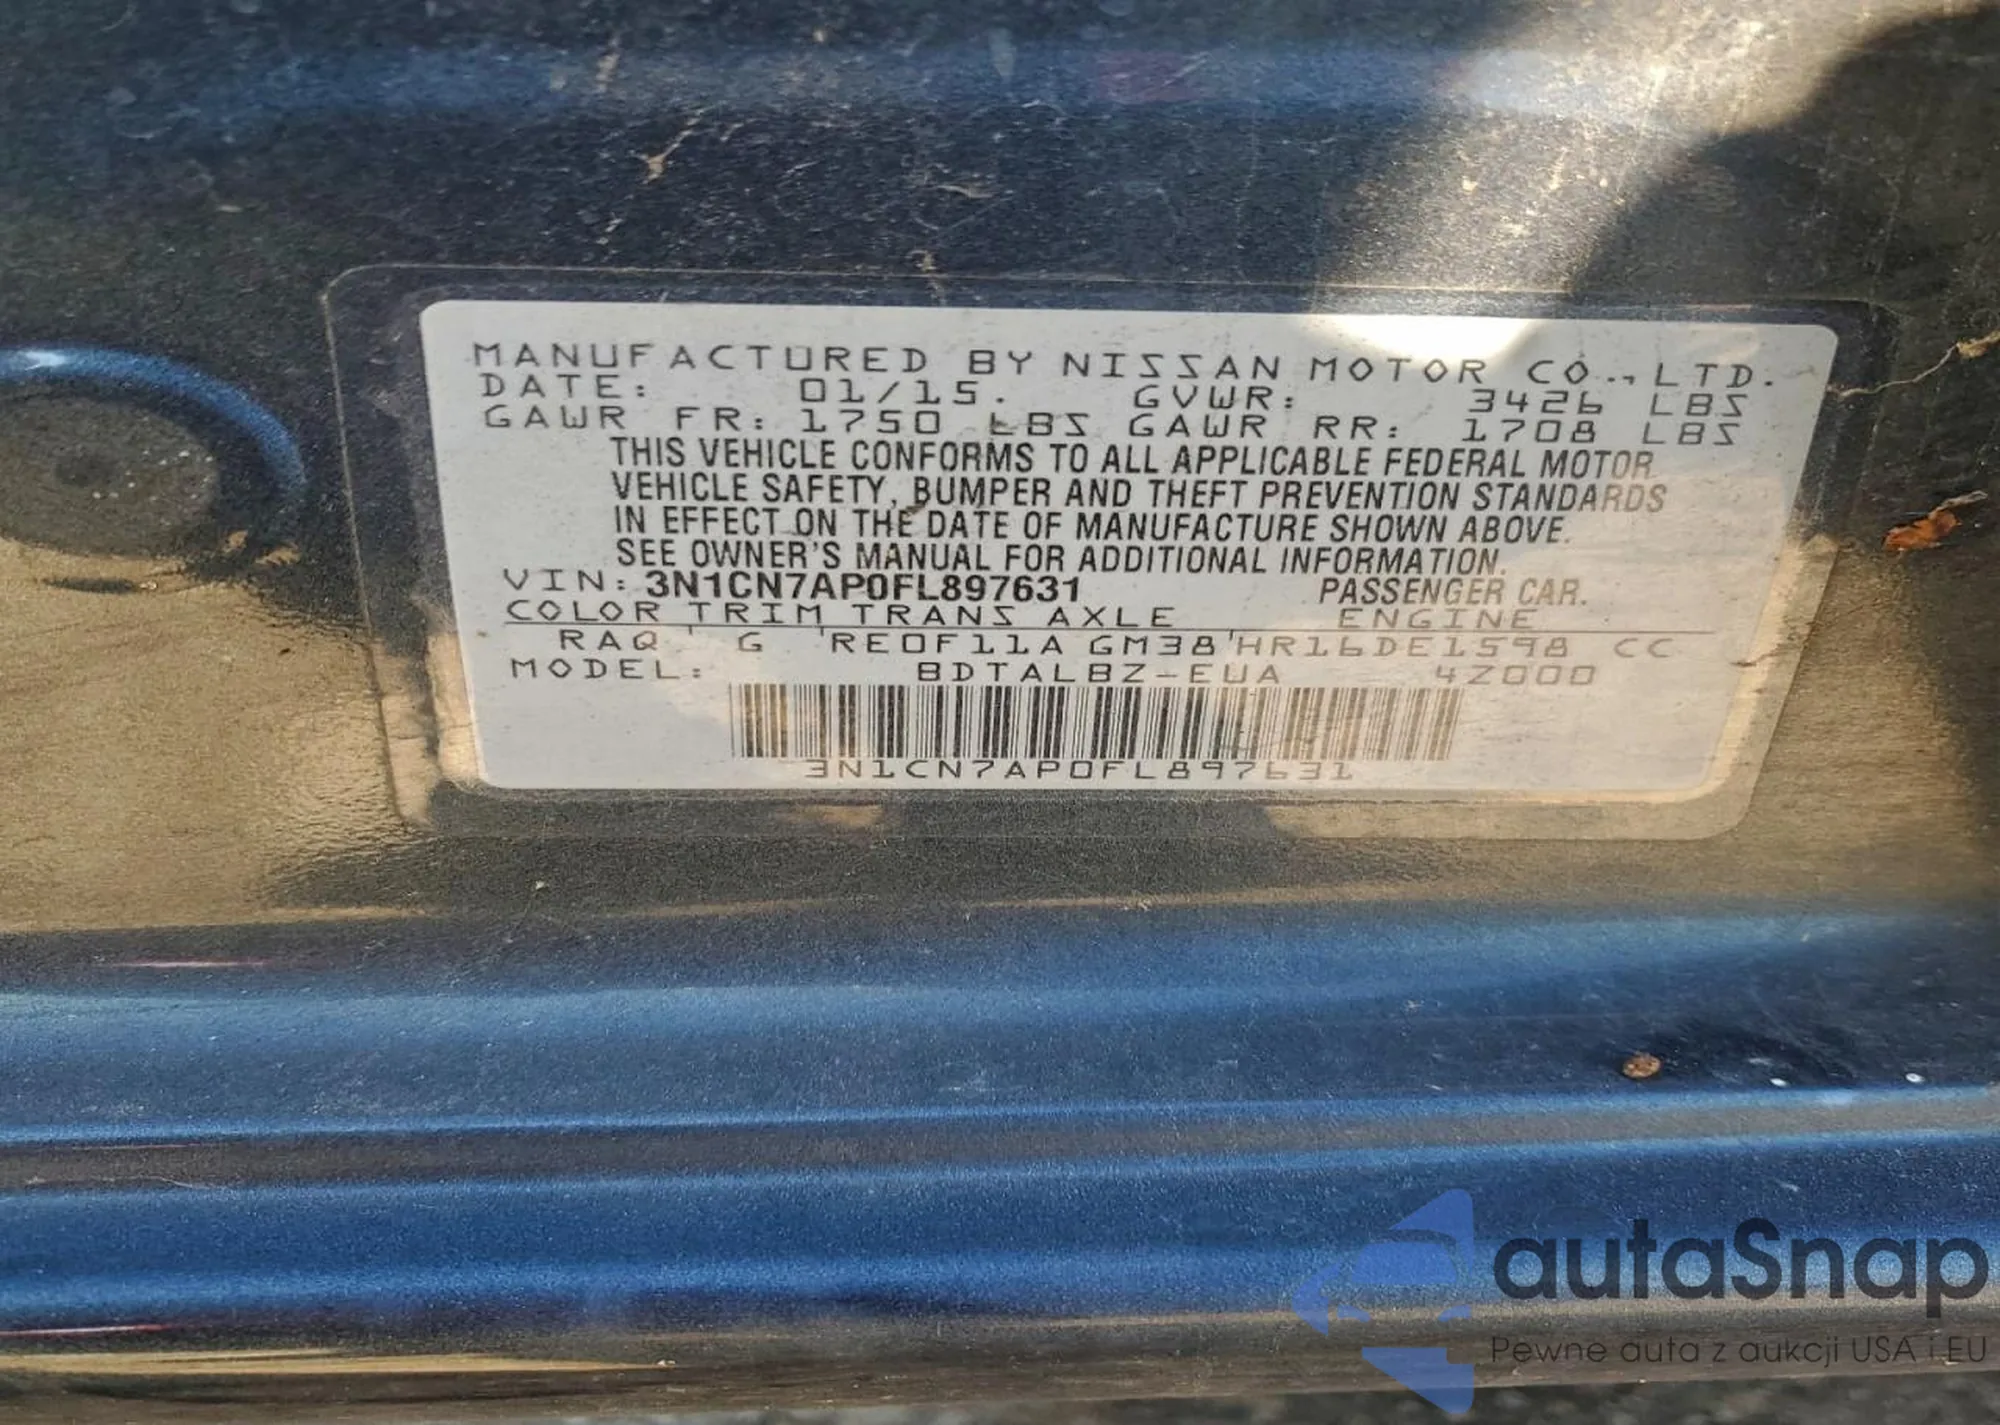 MANUFACTURED BY NISSAN MOTOR CO., LTD.
DATE: 01/15. GVWR: 3426 LBS
GAWR FR: 1750 LBS GAWR RR: 1708 LBS
THIS VEHICLE CONFORMS TO ALL APPLICABLE FEDERAL MOTOR
VEHICLE SAFETY, BUMPER AND THEFT PREVENTION STANDARDS
IN EFFECT ON THE DATE OF MANUFACTURE SHOWN ABOVE.
SEE OWNER'S MANUAL FOR ADDITIONAL INFORMATION.
VIN: 3N1CN7AP0FL897631 PASSENGER CAR.
COLOR TRIM TRANS AXLE ENGINE
RAQ G RE0F11A GM38 HR16DE1598 CC
MODEL: BDTALBZ-EUA 4Z000
3N1CN7AP0FL897631
autaSnap
Pewne auta z aukcji USA i EU